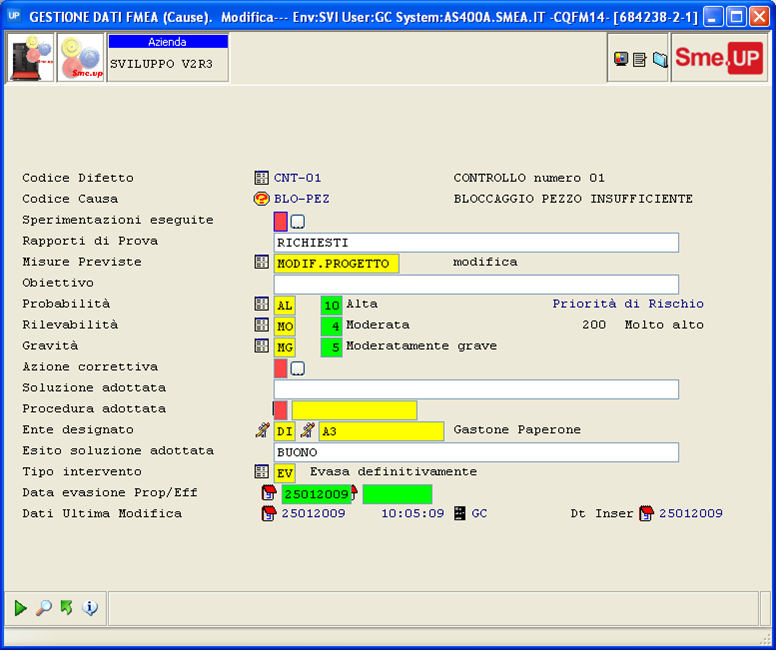 UP GESTIONE DATI FMEA (Cause). Modifica--- Env:SVI User:GC System:AS400A.SMEA.IT -CQFM14- [684238-2-1]
Sme.up
Azienda
SVILUPPO V2R3
Sme.UP
Codice Difetto CNT-01 CONTROLLO numero 01
Codice Causa BLO-PEZ BLOCCAGGIO PEZZO INSUFFICIENTE
Sperimentazioni eseguite
Rapporti di Prova RICHIESTI
Misure Previste MODIF.PROGETTO modifica
Obiettivo
Probabilità AL 10 Alta Priorità di Rischio
Rilevabilità MO 4 Moderata 200 Molto alto
Gravità MG 5 Moderatamente grave
Azione correttiva
Soluzione adottata
Procedura adottata
Ente designato DI A3 Gastone Paperone
Esito soluzione adottata BUONO
Tipo intervento EV Evasa definitivamente
Data evasione Prop/Eff 25012009
Dati Ultima Modifica 25012009 10:05:09 GC Dt Inser 25012009